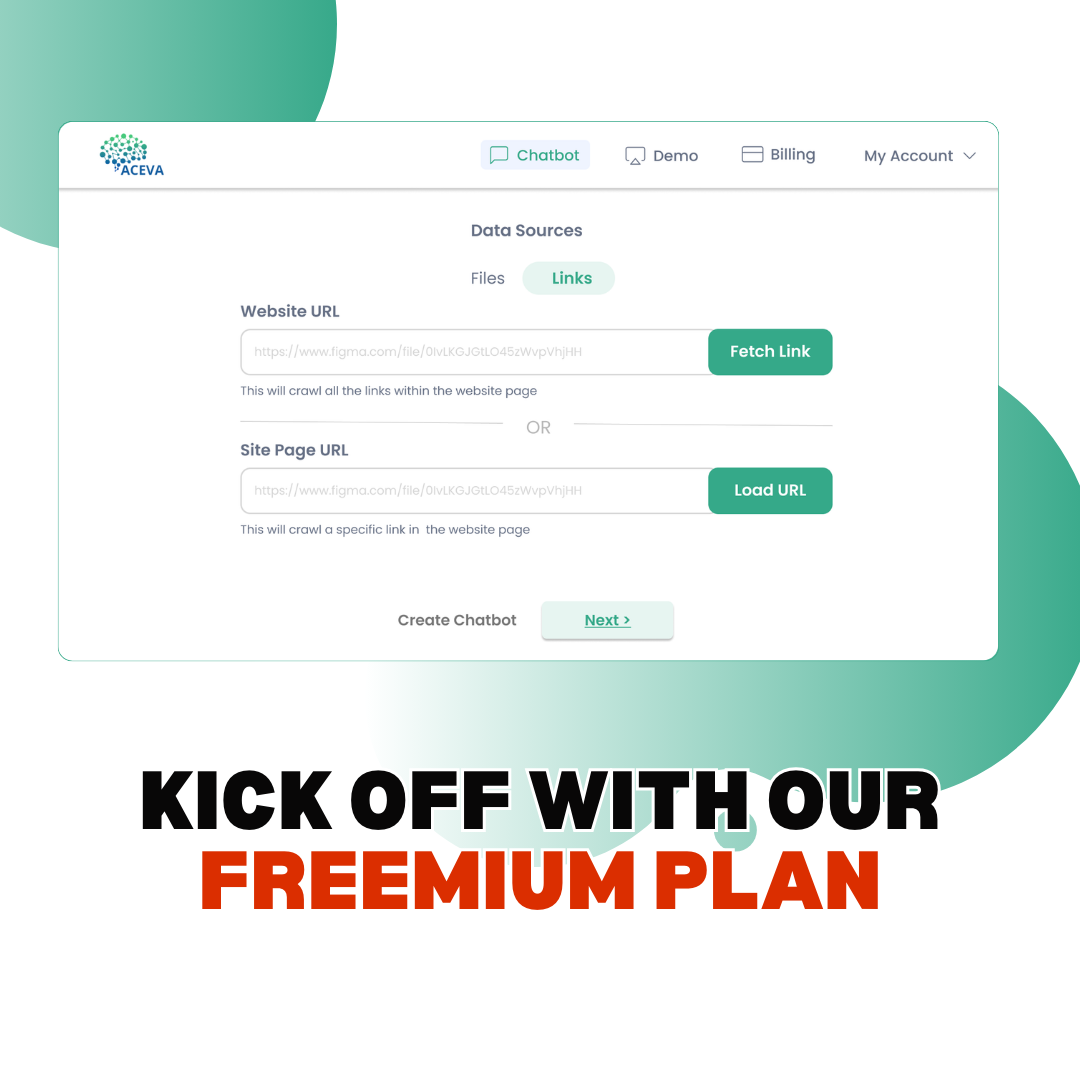 ACEVA
Chatbot
Demo
Billing
My Account
Data Sources
Files
Links
Website URL
https://www.figma.com/file/0IvLKGJGtLO45zWvpVhjHH
Fetch Link
This will crawl all the links within the website page
OR
Site Page URL
https://www.figma.com/file/0IvLKGJGtLO45zWvpVhjHH
Load URL
This will crawl a specific link in  the website page
Create Chatbot
Next >
KICK OFF WITH OUR
FREEMIUM PLAN